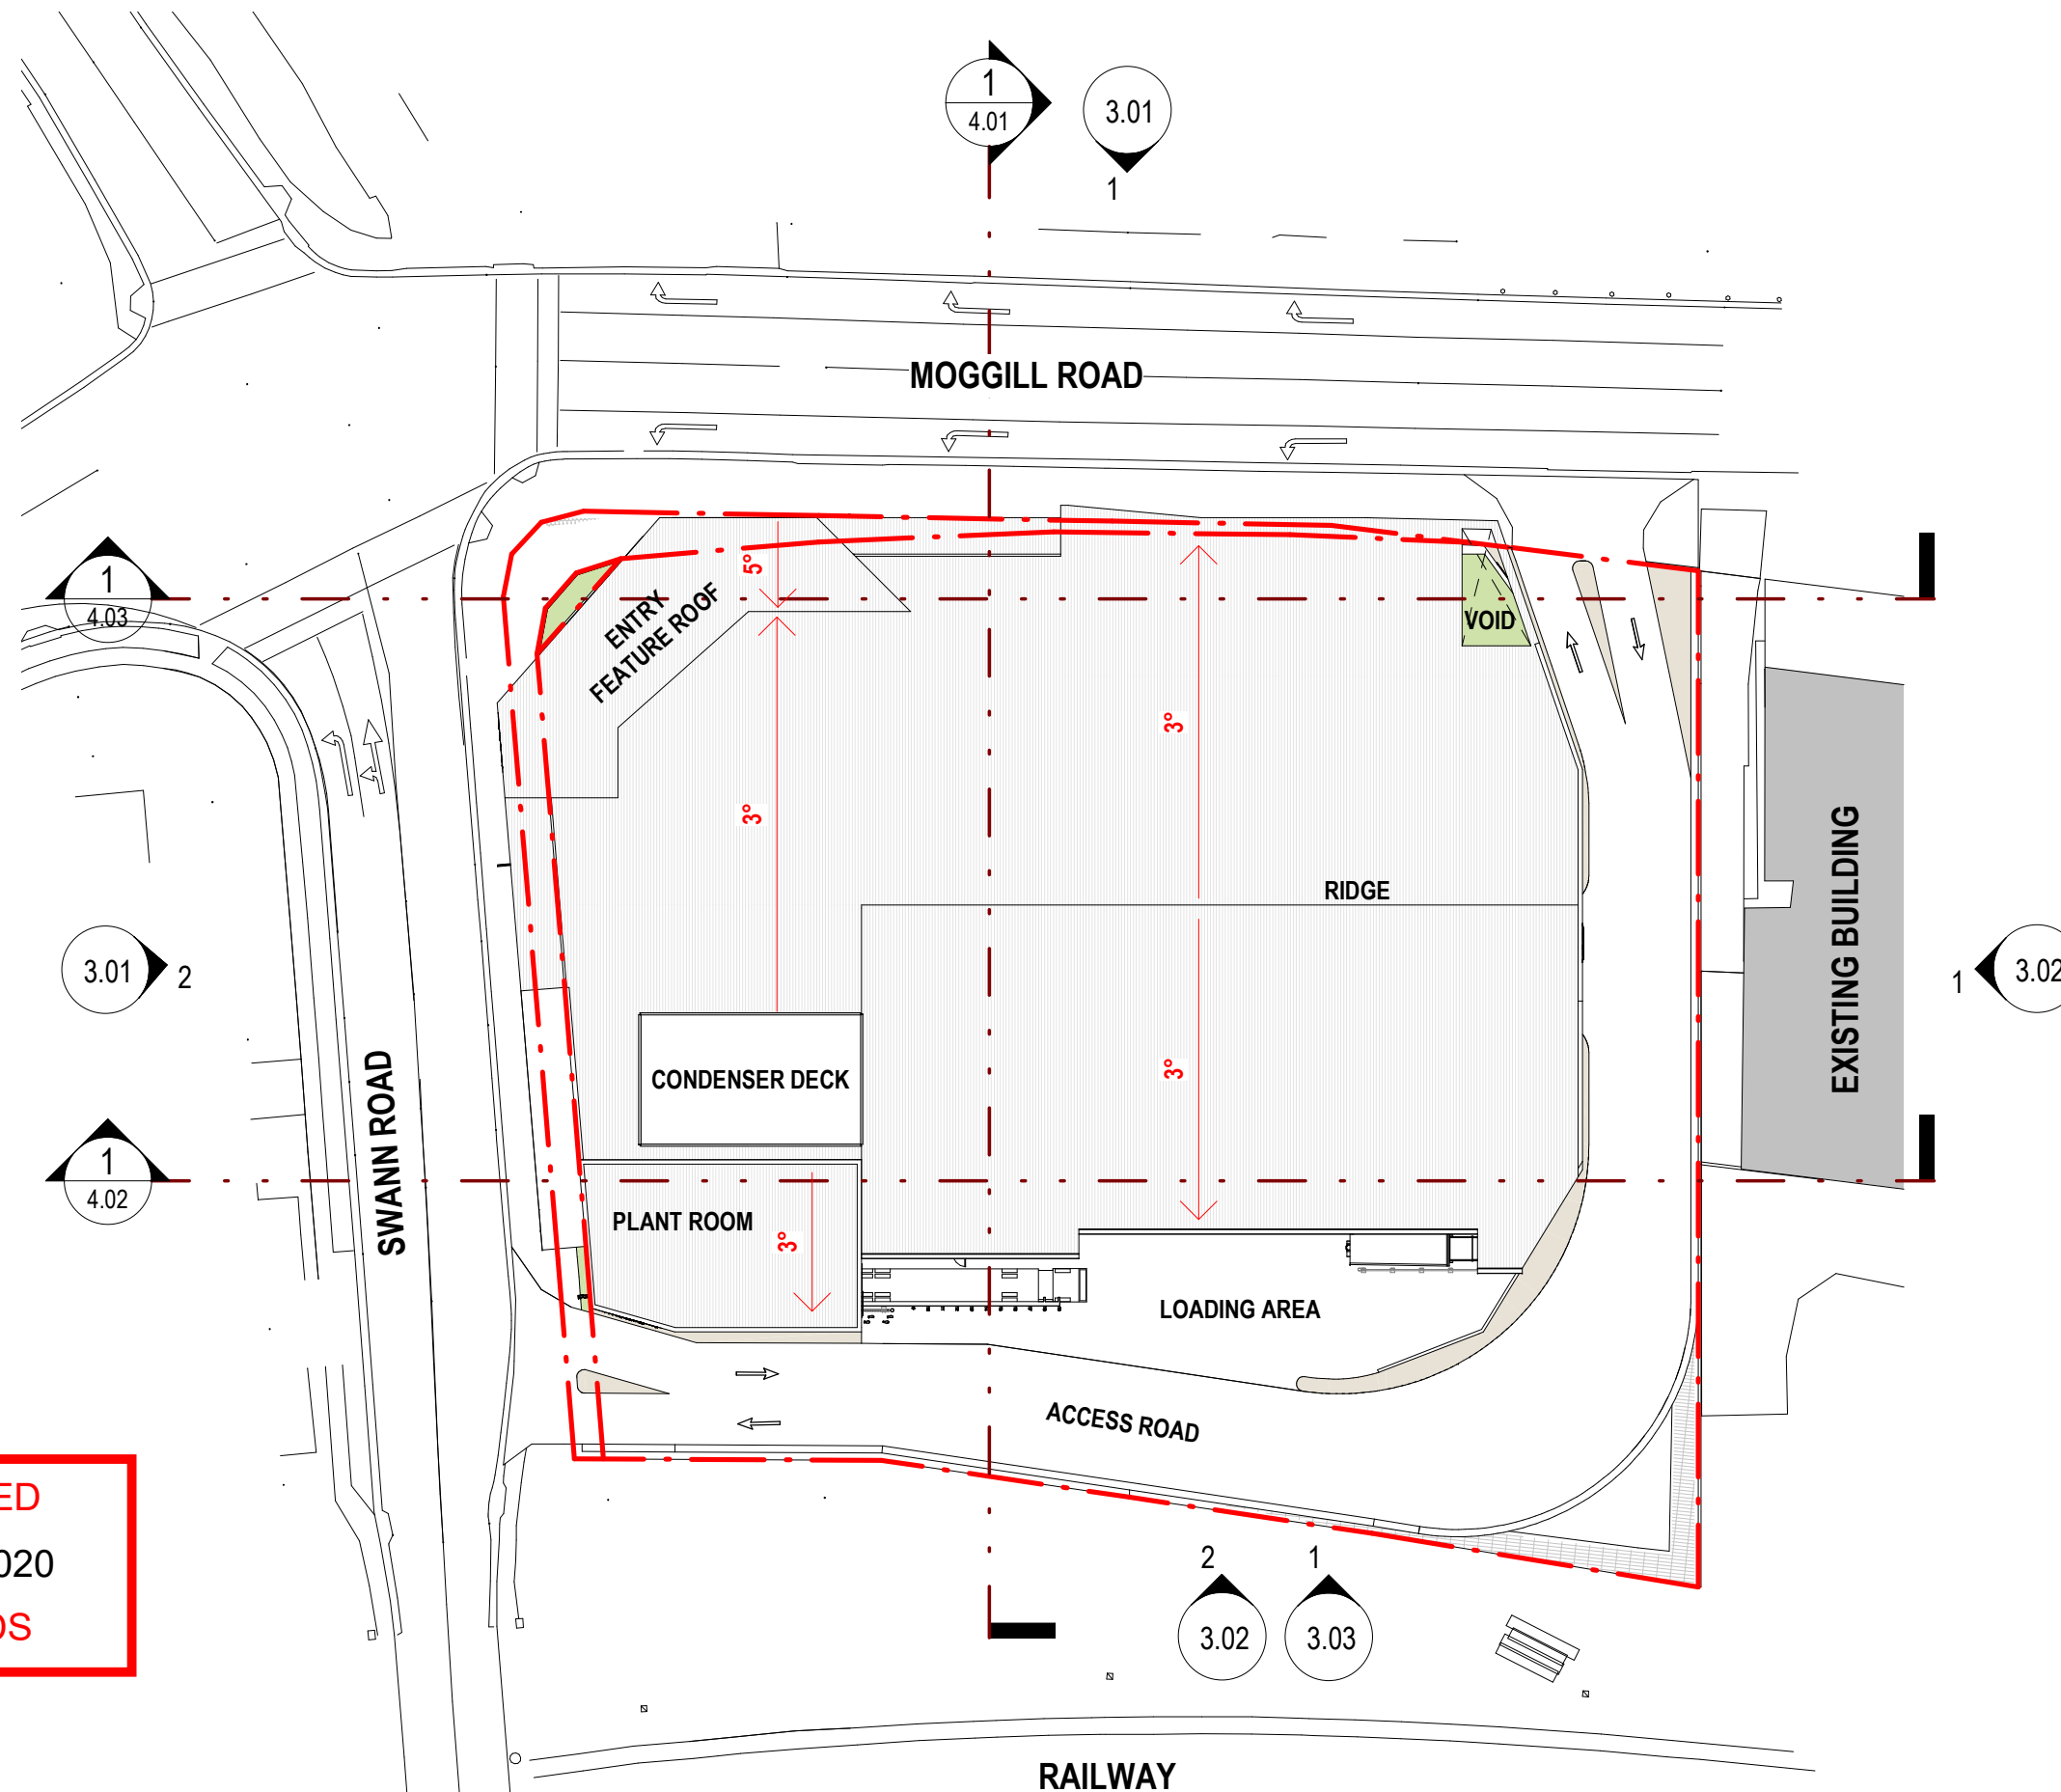 1
4.01
3.01
1
MOGGILL ROAD
1
4.03
5°
ENTRY
FEATURE ROOF
VOID
3°
3°
RIDGE
EXISTING BUILDING
3.01
2
1
3.02
CONDENSER DECK
3°
SWANN ROAD
1
4.02
PLANT ROOM
3°
LOADING AREA
ACCESS ROAD
ED
020
DS
2
1
3.02
3.03
RAILWAY